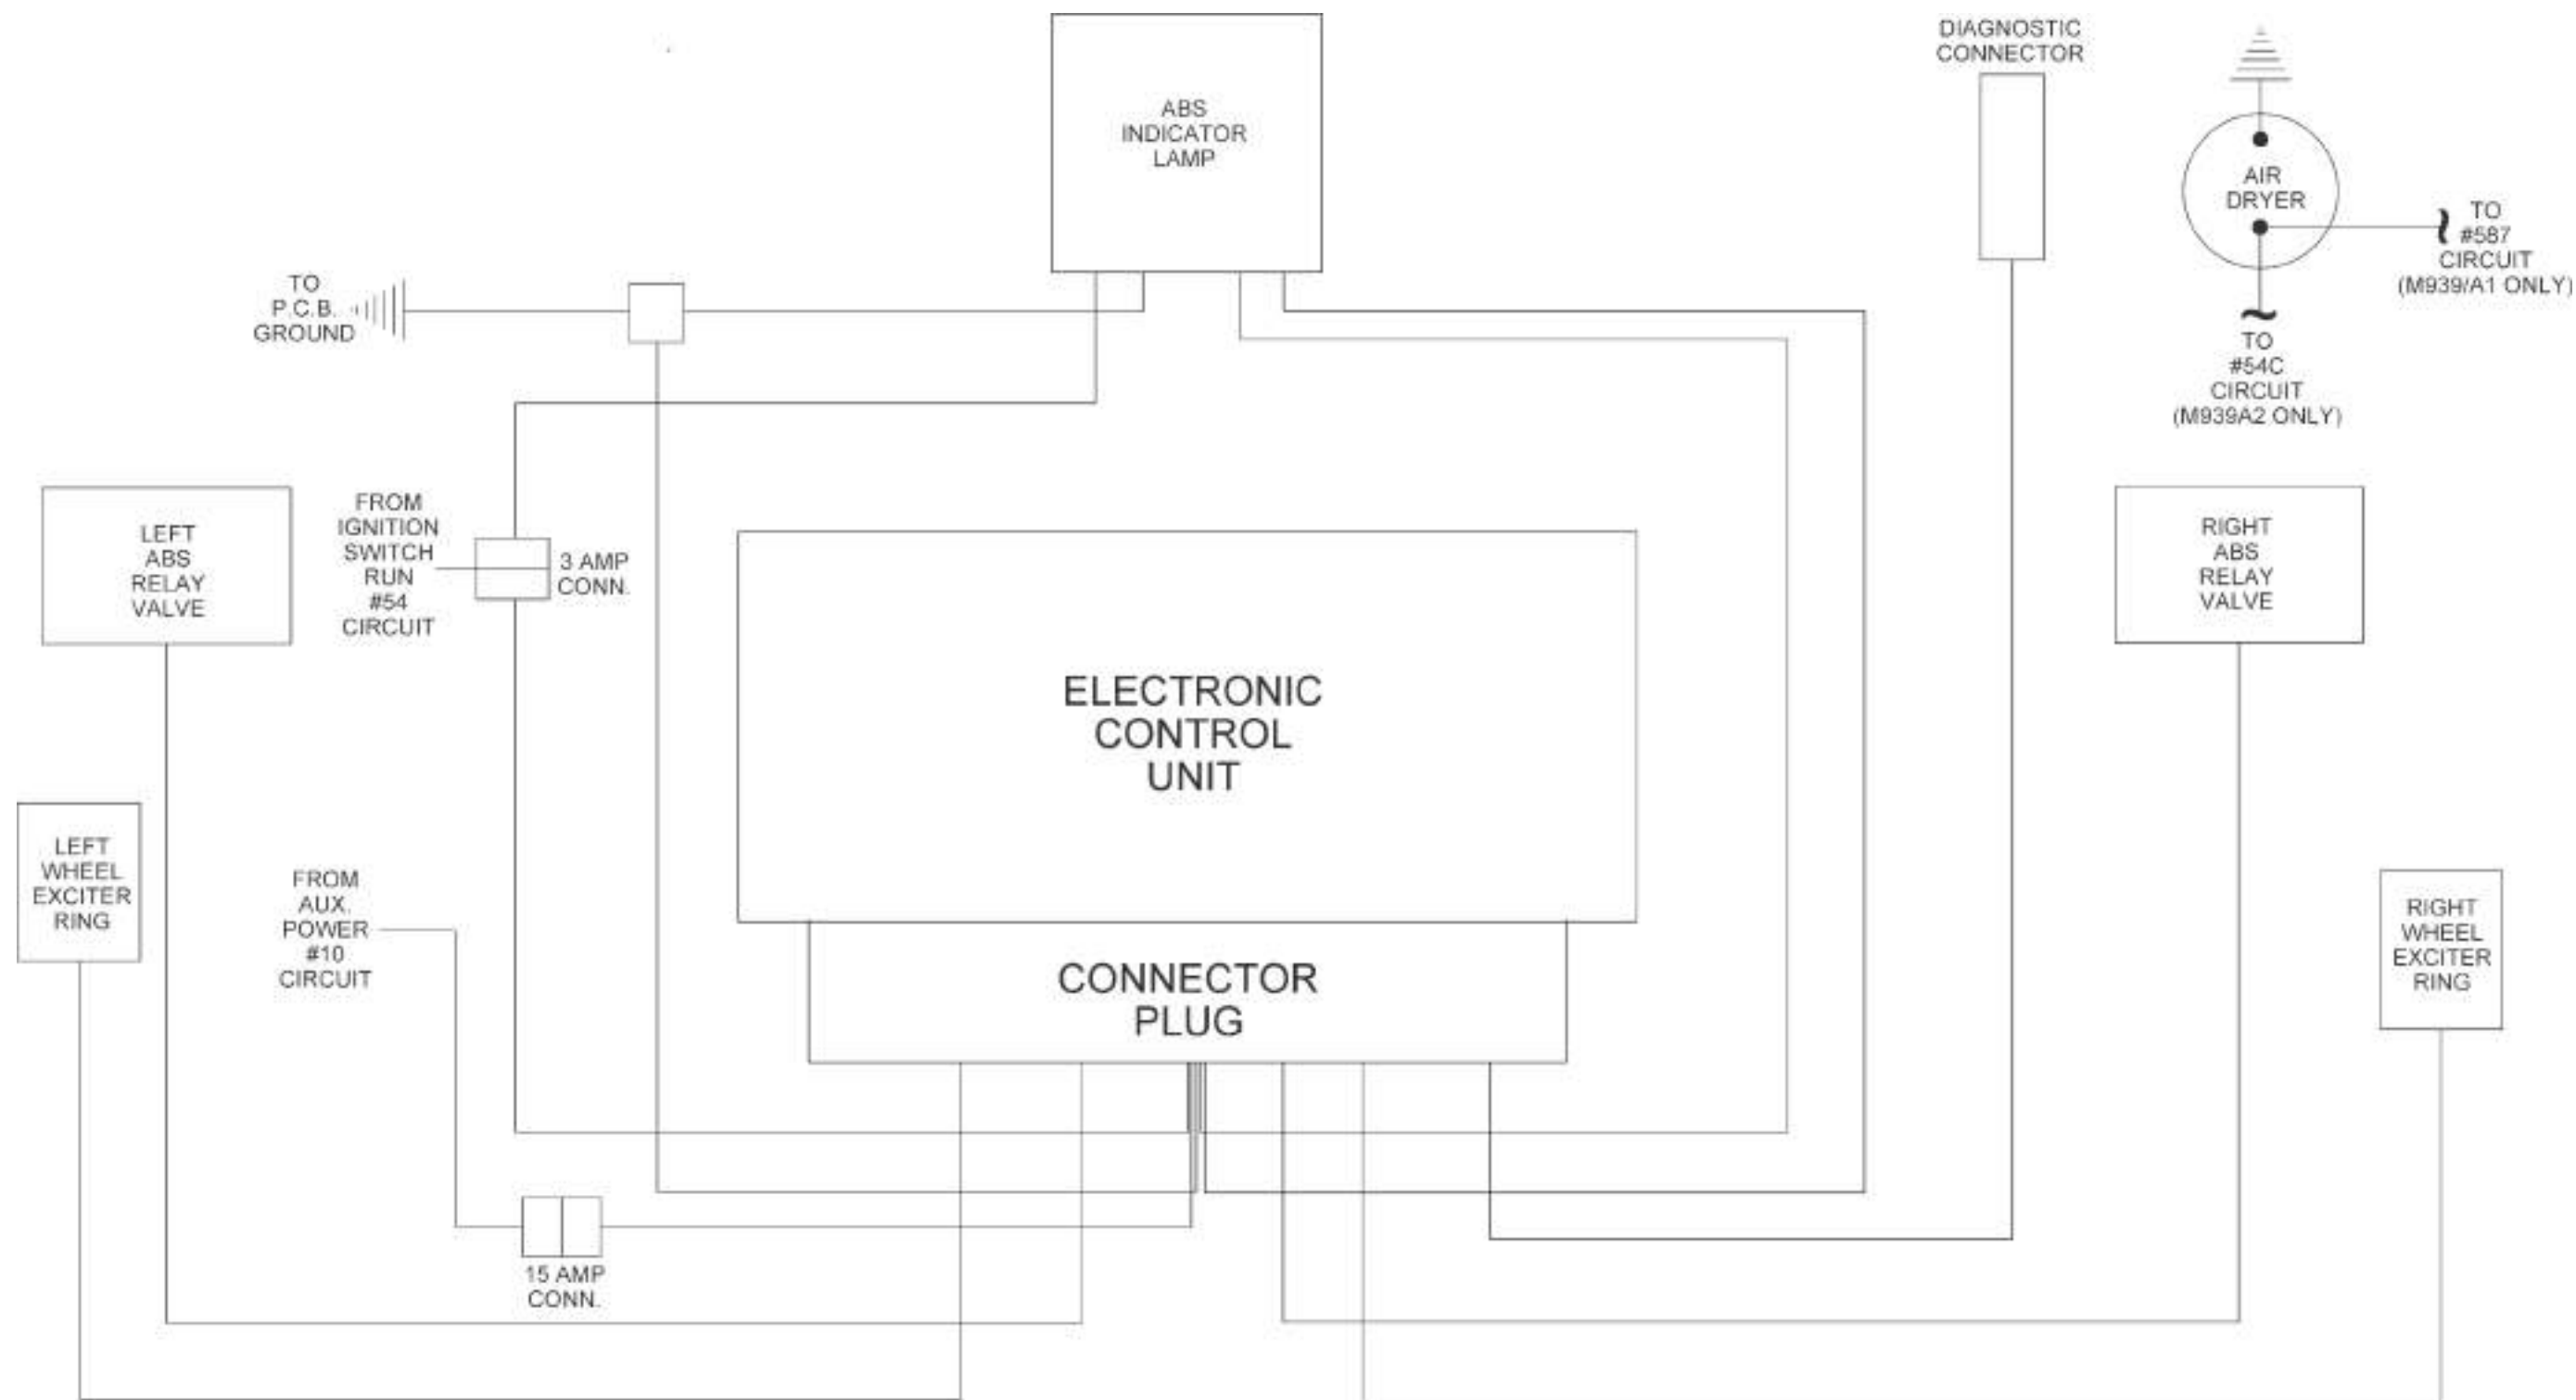 ABS
INDICATOR
LAMP
DIAGNOSTIC
CONNECTOR
AIR
DRYER
TO
#587
CIRCUIT
(M939/A1 ONLY)
TO
#54C
CIRCUIT
(M939A2 ONLY)
TO
P.C.B.
GROUND
LEFT
ABS
RELAY
VALVE
FROM
IGNITION
SWITCH
RUN
#54
CIRCUIT
3 AMP
CONN.
ELECTRONIC
CONTROL
UNIT
RIGHT
ABS
RELAY
VALVE
LEFT
WHEEL
EXCITER
RING
FROM
AUX.
POWER
#10
CIRCUIT
CONNECTOR
PLUG
RIGHT
WHEEL
EXCITER
RING
15 AMP
CONN.